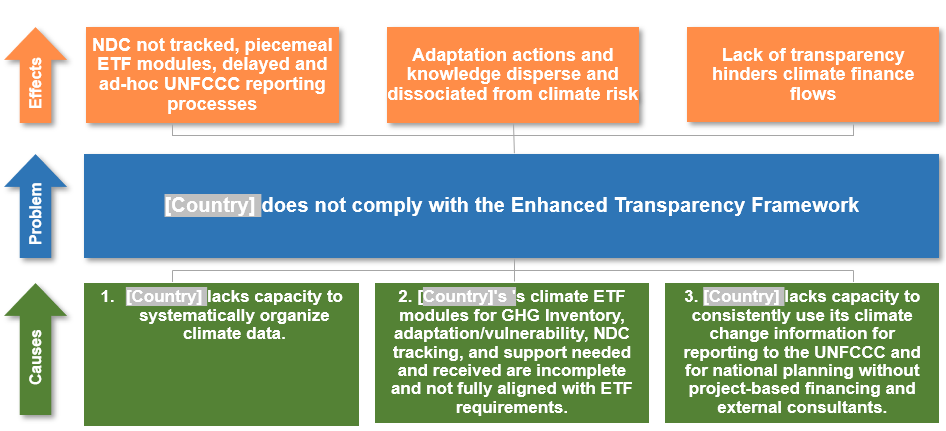 Effects
NDC not tracked, piecemeal
ETF modules, delayed and
ad-hoc UNFCCC reporting
processes
Adaptation actions and
knowledge disperse and
dissociated from climate risk
Lack of transparency
hinders climate finance
flows
Problem
[Country] does not comply with the Enhanced Transparency Framework
Causes
1. [Country] lacks capacity to
systematically organize
climate data.
2. [Country]'s 's climate ETF
modules for GHG Inventory,
adaptation/vulnerability, NDC
tracking, and support needed
and received are incomplete
and not fully aligned with ETF
requirements.
3. [Country] lacks capacity to
consistently use its climate
change information for
reporting to the UNFCCC and
for national planning without
project-based financing and
external consultants.